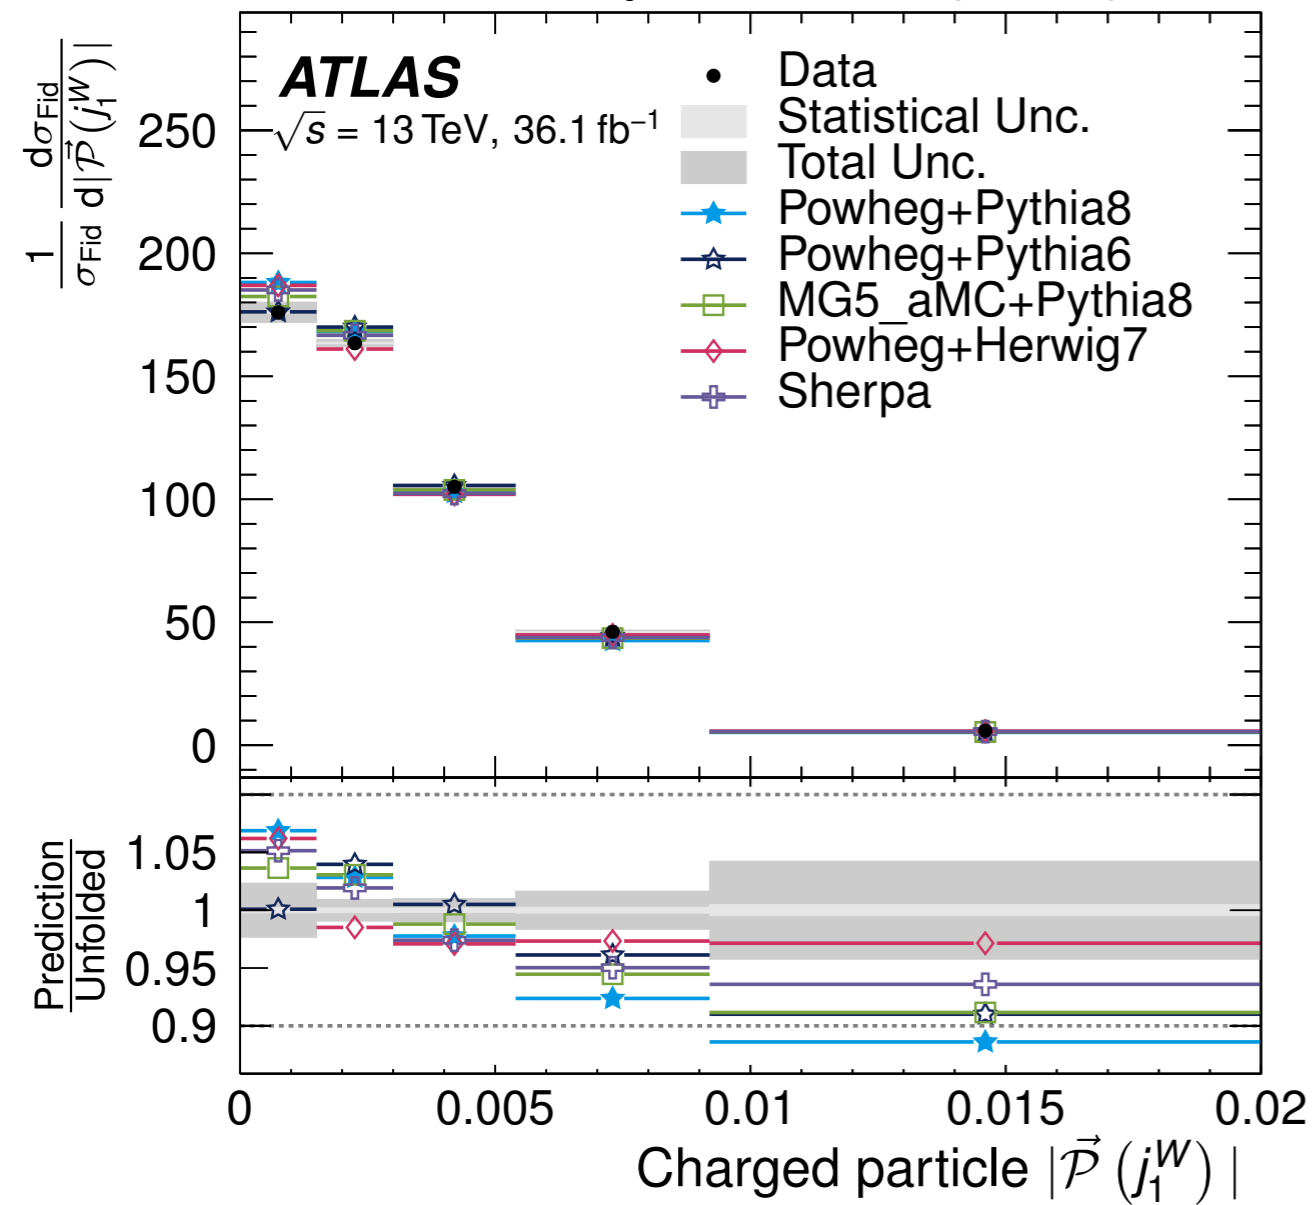 ATLAS
√s = 13 TeV, 36.1 fb⁻¹
Data
Statistical Unc.
Total Unc.
Powheg+Pythia8
Powheg+Pythia6
MG5_aMC+Pythia8
Powheg+Herwig7
Sherpa
1/σ_Fid dσ_Fid/d|𝒫⃗(j₁ᵂ)|
250
200
150
100
50
0
Prediction
Unfolded
1.05
1
0.95
0.9
0 0.005 0.01 0.015 0.02
Charged particle |𝒫⃗ (j₁ᵂ) |